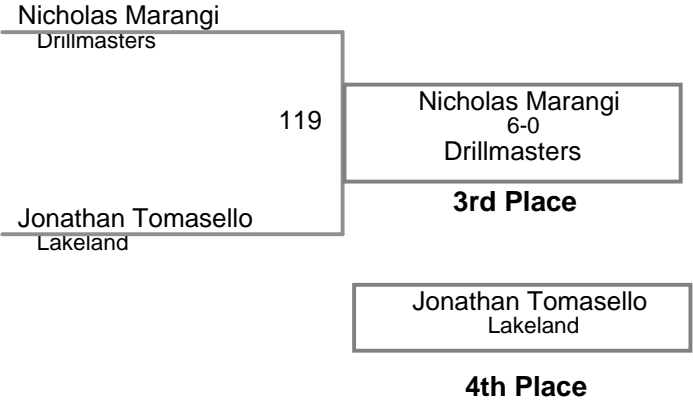 Nicholas Marangi
Drillmasters
119
Nicholas Marangi
6-0
Drillmasters
3rd Place
Jonathan Tomasello
Lakeland
Jonathan Tomasello
Lakeland
4th Place